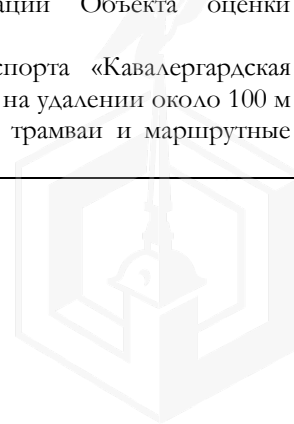 ации Объекта оценки
спорта «Кавалергардская
на удалении около 100 м
трамваи и маршрутные